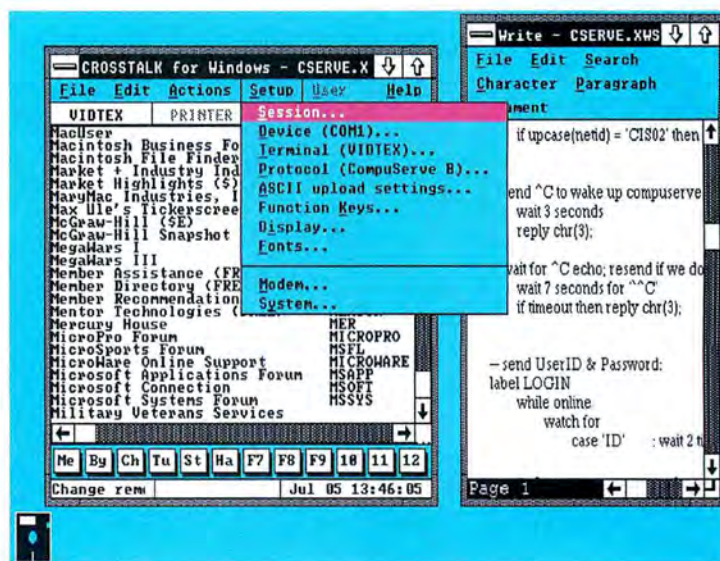 CROSSTALK for Windows - CSERVE.X
File Edit Actions Setup User Help
VIDTEX PRINTER
Session...
Device (COM1)...
Terminal (VIDTEX)...
Protocol (CompuServe B)...
ASCII upload settings...
Function Keys...
Display...
Fonts...
Modem...
System...
MacUser
Macintosh Business Fo
Macintosh File Finder
Market + Industry Ind
Market Highlights ($)
MaryMac Industries, I
Max Ule's Tickerscree
McGraw-Hill ($E)
McGraw-Hill Snapshot
MegaWars I
MegaWars III
Member Assistance (FR
Member Directory (FRE
Member Recommendation
Mentor Technologies (
Mercury House MER
MicroPro Forum MICROPRO
MicroSports Forum MSFL
MicroWare Online Support MICROWARE
Microsoft Applications Forum MSAPP
Microsoft Connection MSOFT
Microsoft Systems Forum MSSYS
Military Veterans Services
Me By Ch Tu St Ha F7 F8 F9 10 11 12
Change rem Jul 05 13:46:05
Write - CSERVE.XWS
File Edit Search
Character Paragraph
ument
if upcase(netid) = 'CIS02' then
end ^C to wake up compuserve
wait 3 seconds
reply chr(3);
wait for ^C echo; resend if we do
wait 7 seconds for '^^C'
if timeout then reply chr(3);
-- send UserID & Password:
label LOGIN
while online
watch for
case 'ID' : wait 2 t
Page 1